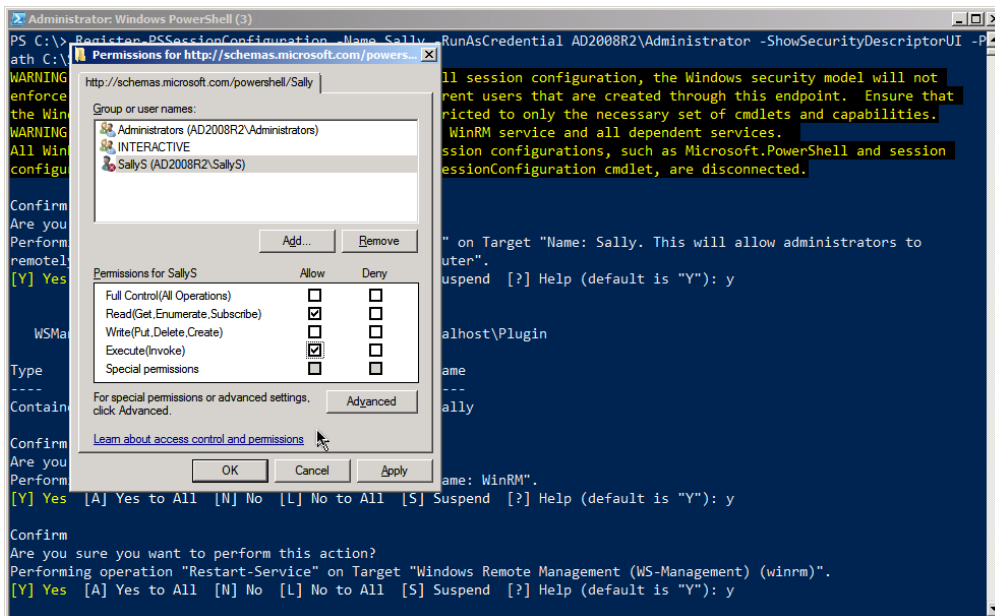 Administrator: Windows PowerShell (3)
PS C:\> Register-PSSessionConfiguration -Name Sally -RunAsCredential AD2008R2\Administrator -ShowSecurityDescriptorUI -P
ath C:\
WARNING ll session configuration, the Windows security model will not
enforce rent users that are created through this endpoint. Ensure that
the Win ricted to only the necessary set of cmdlets and capabilities.
WARNING WinRM service and all dependent services.
All Win ssion configurations, such as Microsoft.PowerShell and session
configu essionConfiguration cmdlet, are disconnected.
Confirm
Are you
Perform " on Target "Name: Sally. This will allow administrators to
remotely uter".
[Y] Yes uspend [?] Help (default is "Y"): y
WSMa alhost\Plugin
Type ame
---- ---
Contain ally
Confirm
Are you
Perform ame: WinRM".
[Y] Yes [A] Yes to All [N] No [L] No to All [S] Suspend [?] Help (default is "Y"): y
Confirm
Are you sure you want to perform this action?
Performing operation "Restart-Service" on Target "Windows Remote Management (WS-Management) (winrm)".
[Y] Yes [A] Yes to All [N] No [L] No to All [S] Suspend [?] Help (default is "Y"): y
Permissions for http://schemas.microsoft.com/powers...
http://schemas.microsoft.com/powershell/Sally
Group or user names:
Administrators (AD2008R2\Administrators)
INTERACTIVE
SallyS (AD2008R2\SallyS)
Add... Remove
Permissions for SallyS Allow Deny
Full Control(All Operations)
Read(Get,Enumerate,Subscribe)
Write(Put,Delete,Create)
Execute(Invoke)
Special permissions
For special permissions or advanced settings,
click Advanced.
Advanced
Learn about access control and permissions
OK Cancel Apply